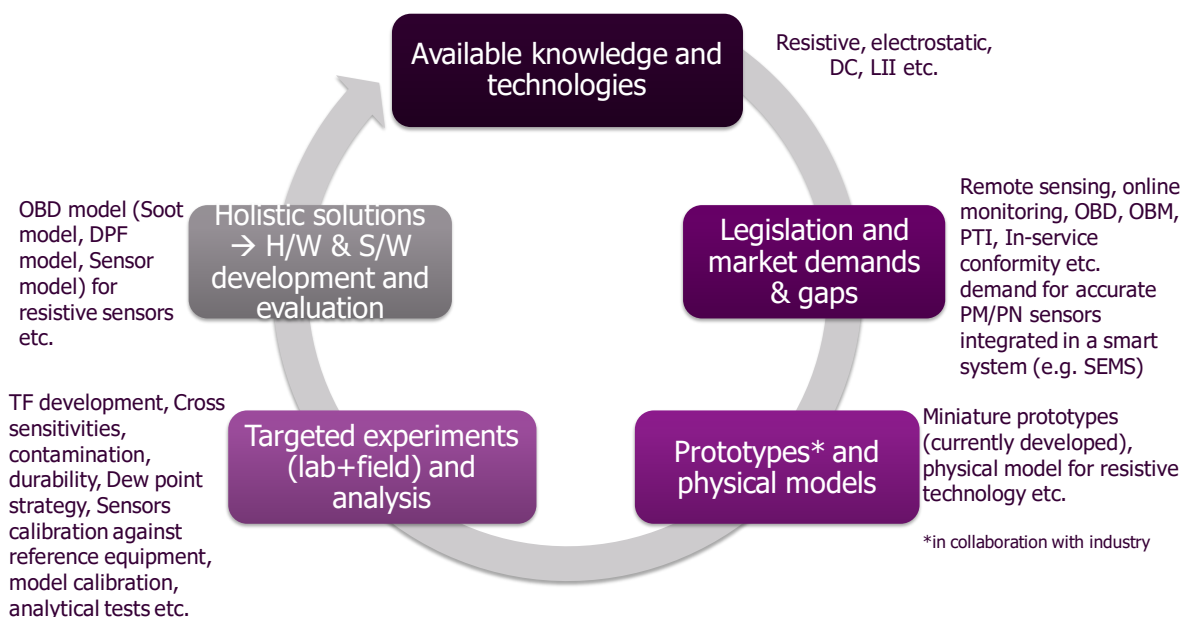 Available knowledge and
technologies
Resistive, electrostatic,
DC, LII etc.
Legislation and
market demands
& gaps
Remote sensing, online
monitoring, OBD, OBM,
PTI, In-service
conformity etc.
demand for accurate
PM/PN sensors
integrated in a smart
system (e.g. SEMS)
Prototypes* and
physical models
Miniature prototypes
(currently developed),
physical model for resistive
technology etc.
*in collaboration with industry
Targeted experiments
(lab+field) and
analysis
TF development, Cross
sensitivities,
contamination,
durability, Dew point
strategy, Sensors
calibration against
reference equipment,
model calibration,
analytical tests etc.
Holistic solutions
→ H/W & S/W
development and
evaluation
OBD model (Soot
model, DPF
model, Sensor
model) for
resistive sensors
etc.